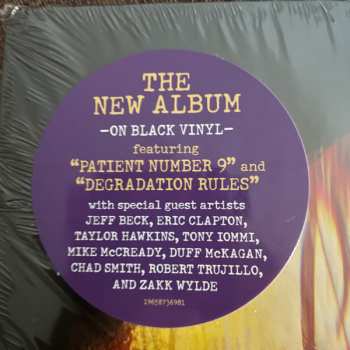 THE
NEW ALBUM
—ON BLACK VINYL—
featuring
"PATIENT NUMBER 9" and
"DEGRADATION RULES"
with special guest artists
JEFF BECK, ERIC CLAPTON,
TAYLOR HAWKINS, TONY IOMMI,
MIKE McCREADY, DUFF McKAGAN,
CHAD SMITH, ROBERT TRUJILLO,
AND ZAKK WYLDE
19658736981